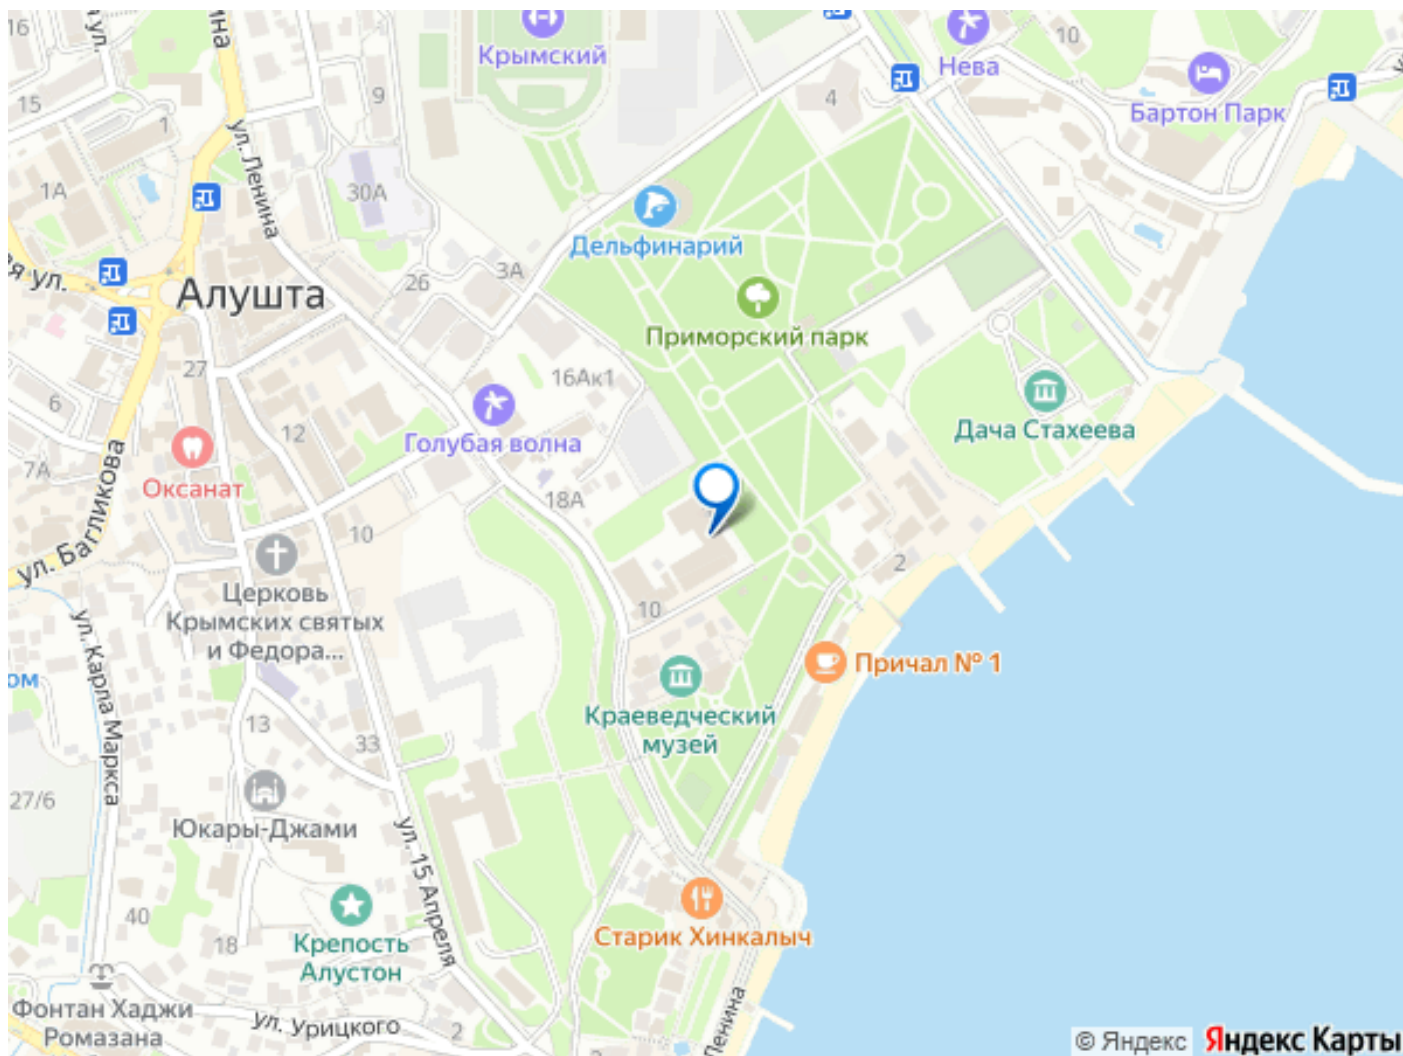 16
ул.
ина
Крымский
Нева
10
Бартон Парк
15
1
9
4
ул. Ленина
1А
30А
Дельфинарий
ул.
26
3А
Алушта
Приморский парк
27
16Ак1
6
12
Голубая волна
Дача Стахеева
7А
Оксанат
18А
ул. Багликова
10
2
Церковь
Крымских святых
и Федора...
10
ул. Карла Маркса
ом
Причал № 1
13
Краеведческий
музей
33
27/6
Юкары-Джами
ул. 15 Апреля
40
18
Крепость
Алустон
Старик Хинкалыч
Фонтан Хаджи
Ромазана
ул. Урицкого
2
Ленина
© Яндекс Яндекс Карты